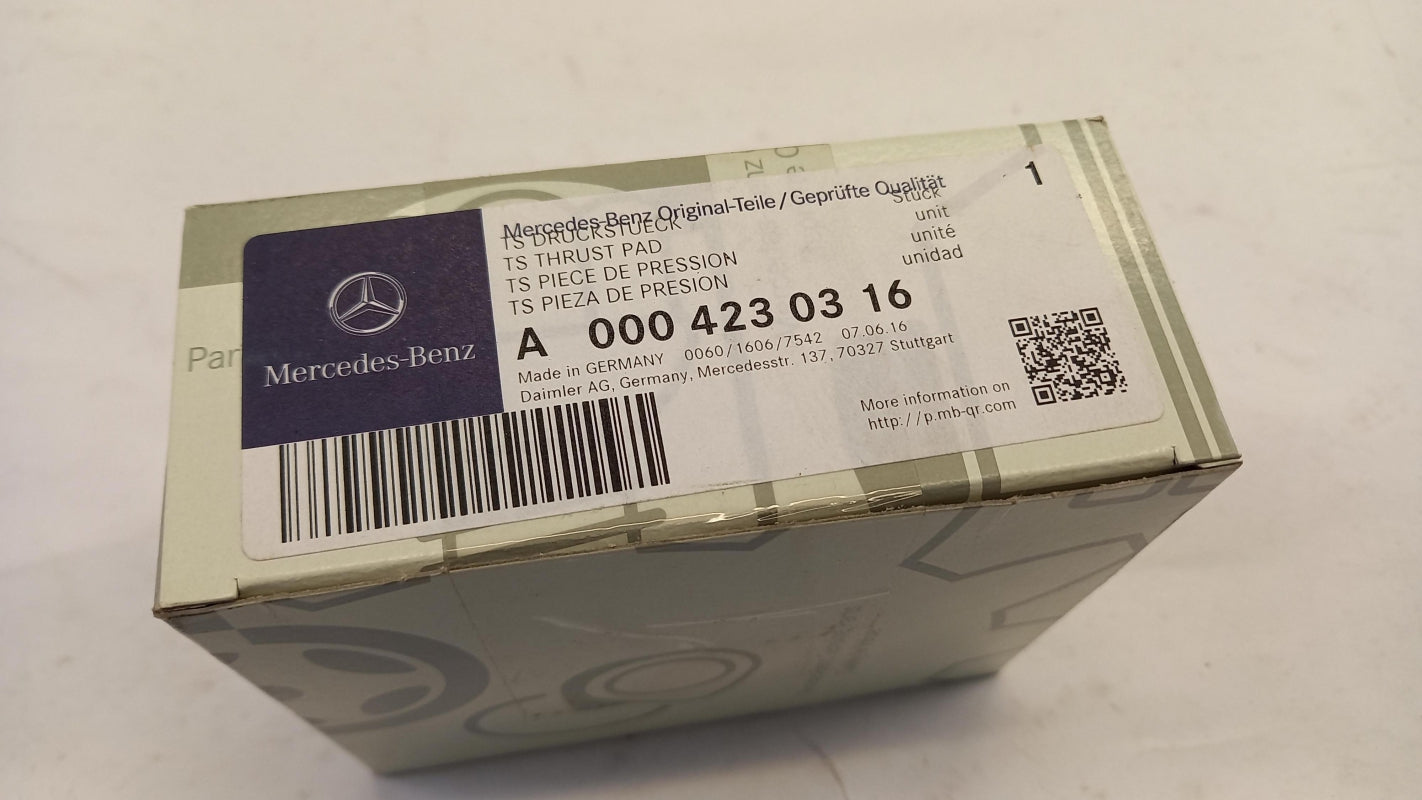 Mercedes-Benz Original-Teile / Geprüfte Qualität
TS DRUCKSTUECK Stück 1
TS THRUST PAD unit
TS PIECE DE PRESSION unité
TS PIEZA DE PRESION unidad
A 000 423 03 16
Made in GERMANY 0060/1606/7542 07.06.16
Daimler AG, Germany, Mercedesstr. 137, 70327 Stuttgart
Mercedes-Benz
More information on
http://p.mb-qr.com